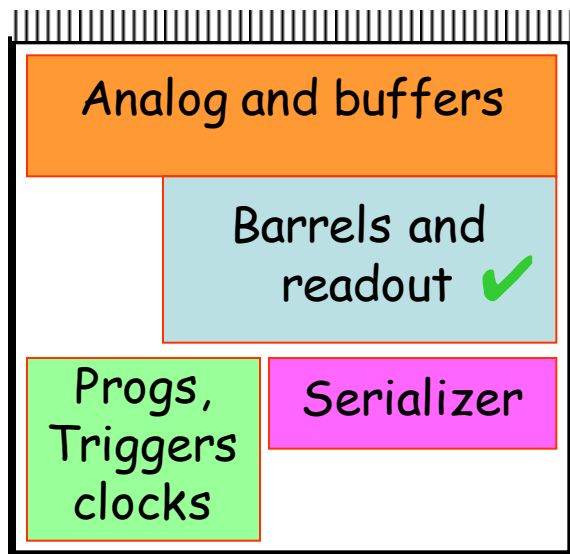 Analog and buffers
Barrels and
readout ✔
Progs,
Triggers
clocks
Serializer